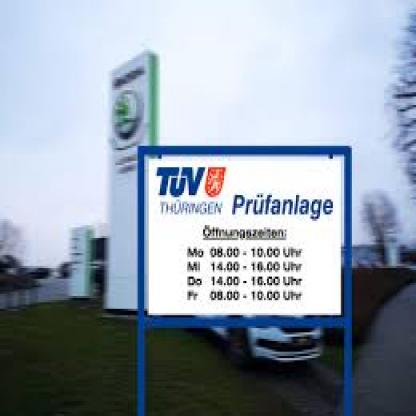 TÜV
THÜRINGEN Prüfanlage
Öffnungszeiten:
Mo 08.00 - 10.00 Uhr
Mi 14.00 - 16.00 Uhr
Do 14.00 - 16.00 Uhr
Fr 08.00 - 10.00 Uhr